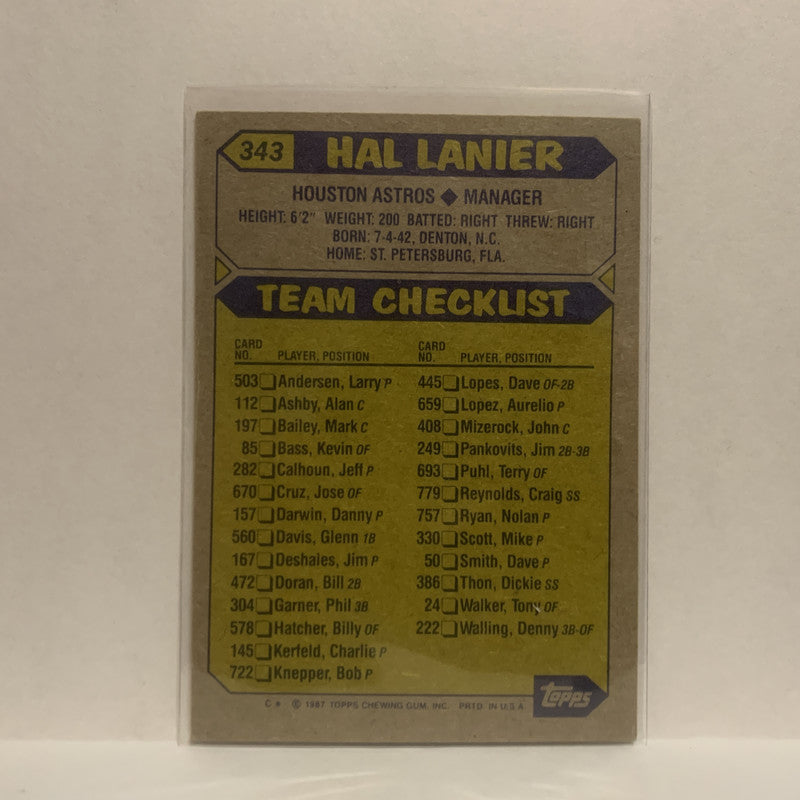 343 HAL LANIER
HOUSTON ASTROS ◆ MANAGER
HEIGHT: 6'2" WEIGHT: 200 BATTED: RIGHT THREW: RIGHT
BORN: 7-4-42, DENTON, N.C.
HOME: ST. PETERSBURG, FLA.
TEAM CHECKLIST
CARD NO. PLAYER, POSITION
503 Andersen, Larry P
112 Ashby, Alan C
197 Bailey, Mark C
85 Bass, Kevin OF
282 Calhoun, Jeff P
670 Cruz, Jose OF
157 Darwin, Danny P
560 Davis, Glenn 1B
167 Deshaies, Jim P
472 Doran, Bill 2B
304 Garner, Phil 3B
578 Hatcher, Billy OF
145 Kerfeld, Charlie P
722 Knepper, Bob P
CARD NO. PLAYER, POSITION
445 Lopes, Dave OF-2B
659 Lopez, Aurelio P
408 Mizerock, John C
249 Pankovits, Jim 2B-3B
693 Puhl, Terry OF
779 Reynolds, Craig SS
757 Ryan, Nolan P
330 Scott, Mike P
50 Smith, Dave P
386 Thon, Dickie SS
24 Walker, Tony OF
222 Walling, Denny 3B-OF
C * © 1987 TOPPS CHEWING GUM, INC. PRTD. IN U.S.A.
topps